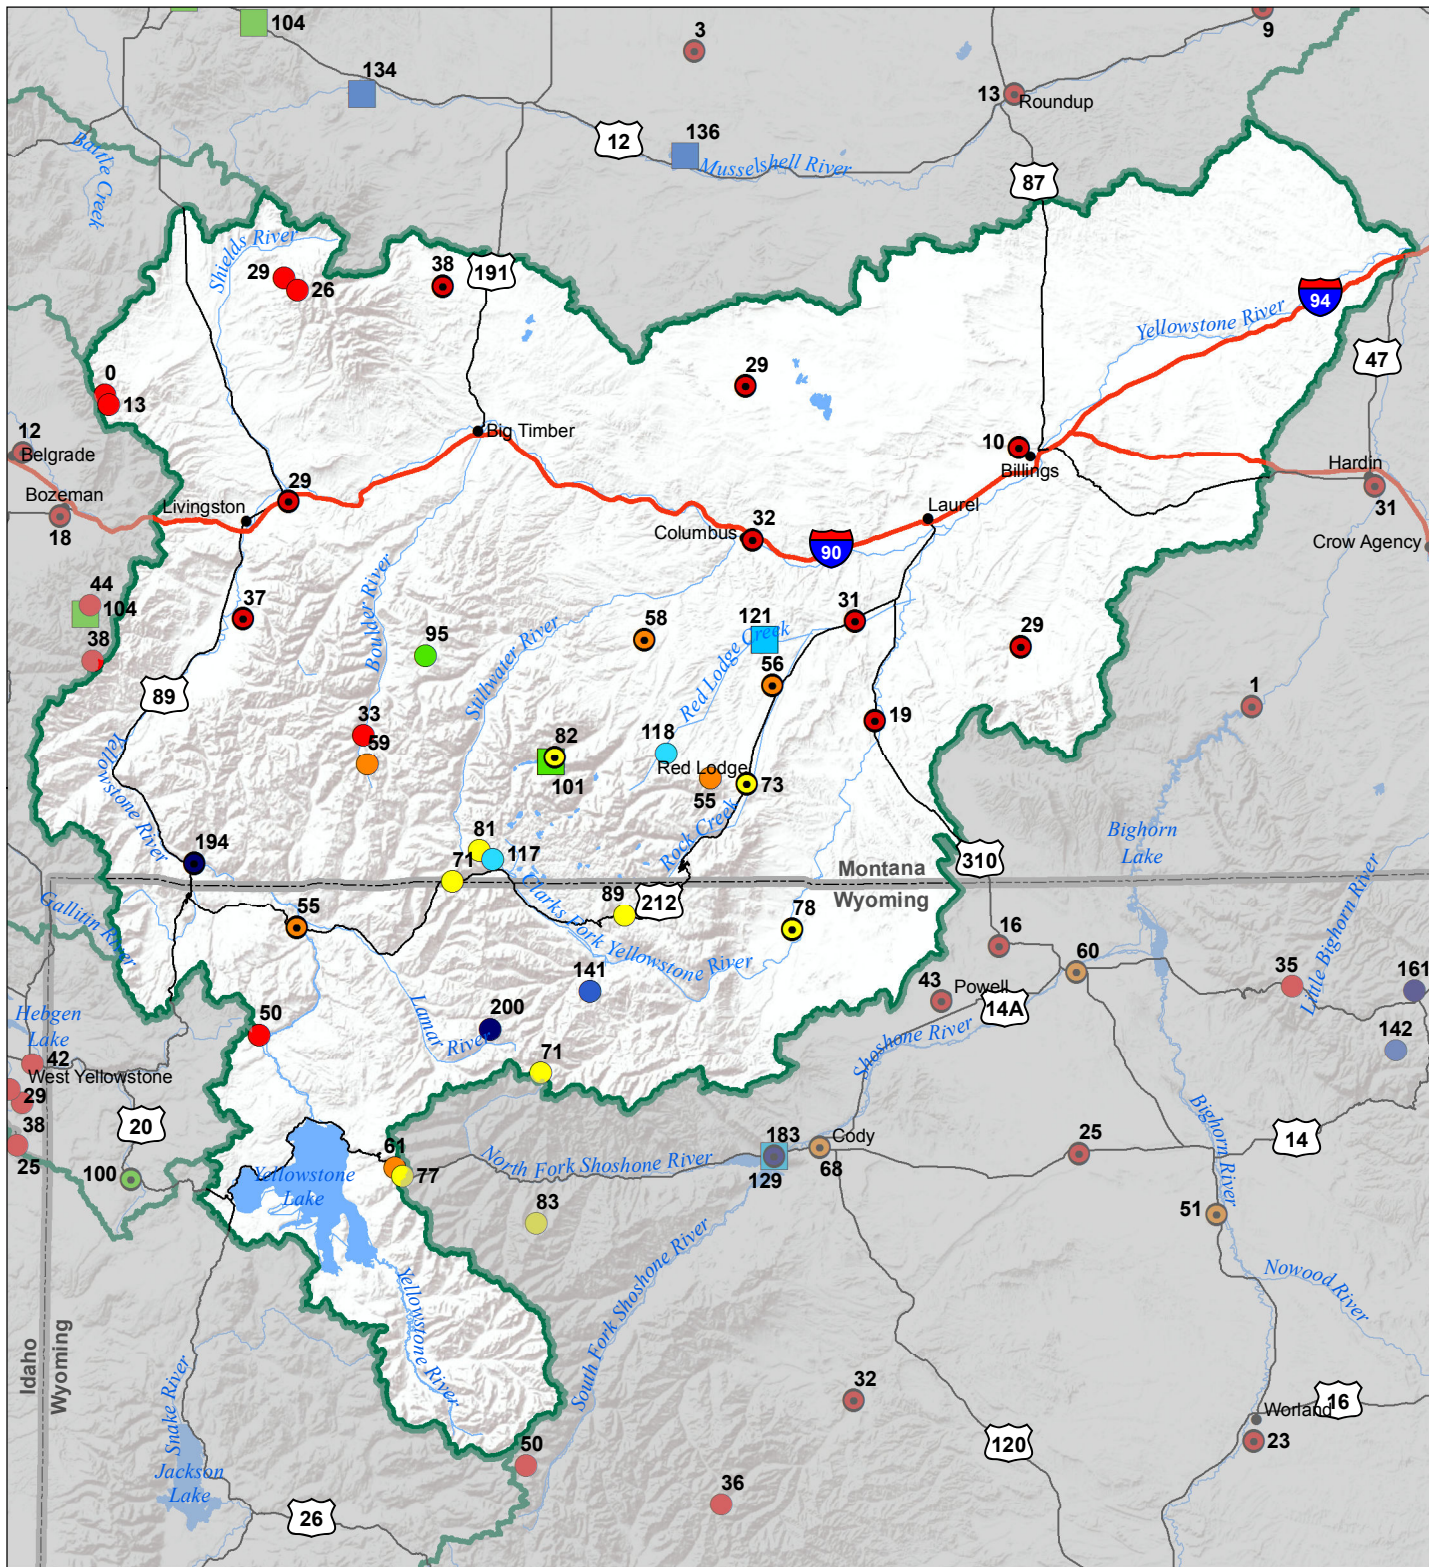 104
3
9
134
13
Roundup
12
136
Musselshell River
Battle Creek
87
Shields River
29
26
38
191
94
Yellowstone River
47
0
13
29
12
Belgrade
Big Timber
10
Billings
Hardin
31
Bozeman
18
Livingston
29
Columbus
32
90
Laurel
Crow Agency
44
104
38
37
Boulder River
95
Stillwater River
58
121
Red Lodge Creek
31
56
29
89
33
59
19
1
82
101
118
Red Lodge
55
73
Yellowstone River
194
81
71
117
Rock Creek
Bighorn
Lake
310
Montana
Wyoming
Gallitin River
55
89
212
Clarks Fork Yellowstone River
78
16
60
Little Bighorn River
35
161
141
43
Powell
14A
Hebgen
Lake
50
Lamar River
200
71
Shoshone River
142
42
West Yellowstone
29
38
25
20
100
61
77
Yellowstone
Lake
North Fork Shoshone River
183
129
Cody
68
25
14
Bighorn River
83
51
South Fork Shoshone River
Nowood River
Yellowstone River
Idaho
Wyoming
Snake River
32
16
Worland
23
120
50
Jackson
Lake
36
26